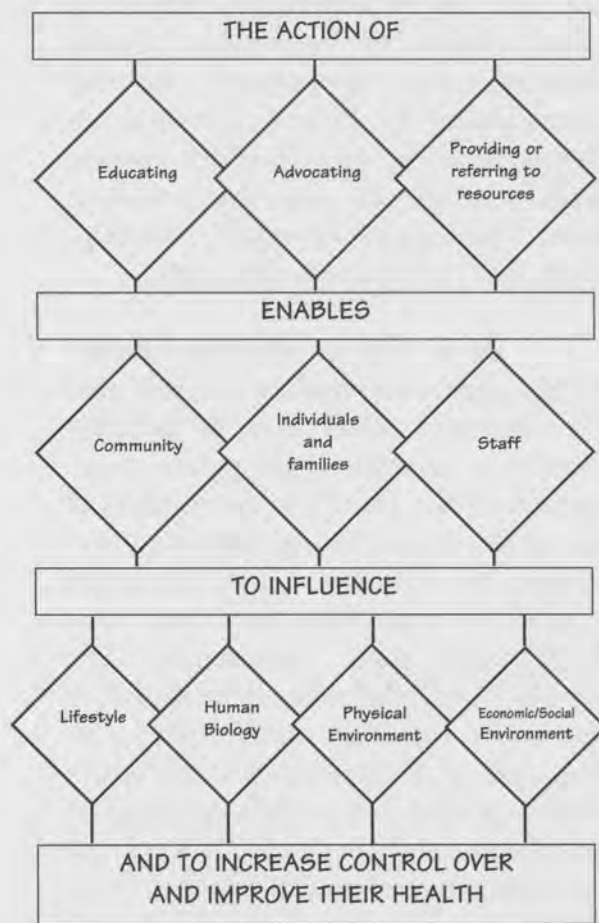 THE ACTION OF
Educating
Advocating
Providing or
referring to
resources
ENABLES
Community
Individuals
and
families
Staff
TO INFLUENCE
Lifestyle
Human
Biology
Physical
Environment
Economic/Social
Environment
AND TO INCREASE CONTROL OVER
AND IMPROVE THEIR HEALTH